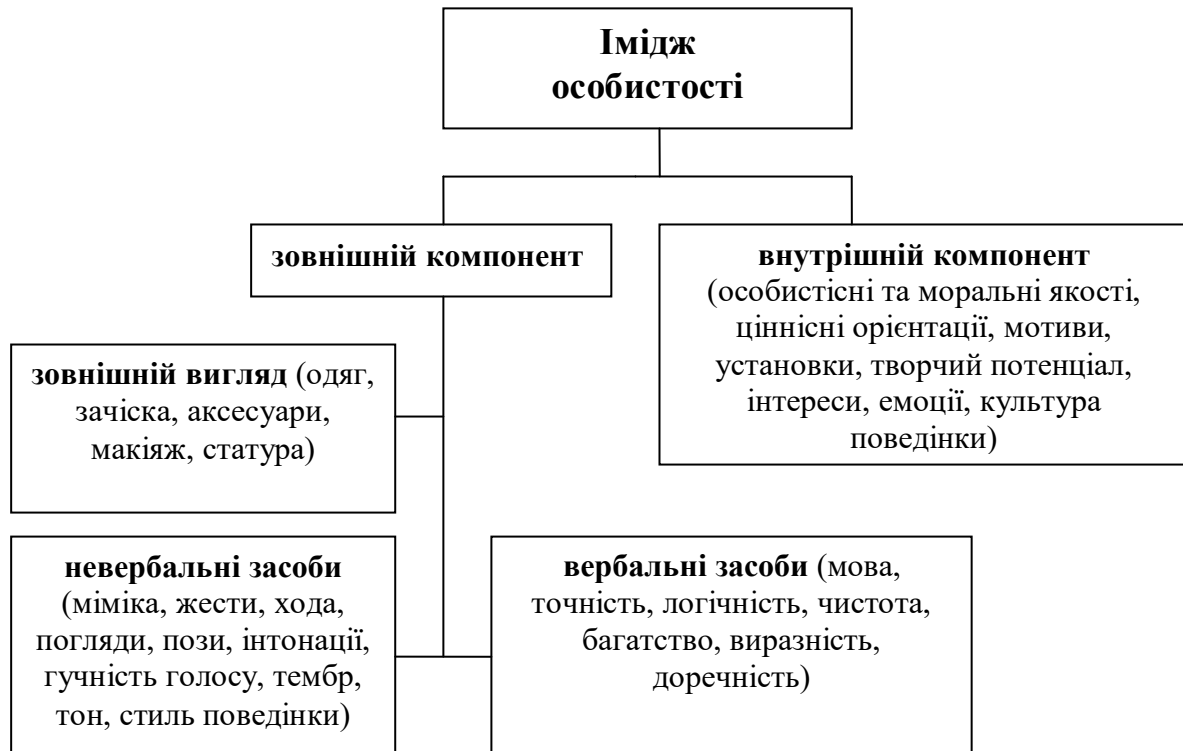 Імідж
особистості
зовнішній компонент
внутрішній компонент
(особистісні та моральні якості,
ціннісні орієнтації, мотиви,
установки, творчий потенціал,
інтереси, емоції, культура
поведінки)
зовнішній вигляд (одяг,
зачіска, аксесуари,
макіяж, статура)
невербальні засоби
(міміка, жести, хода,
погляди, пози, інтонації,
гучність голосу, тембр,
тон, стиль поведінки)
вербальні засоби (мова,
точність, логічність, чистота,
багатство, виразність,
доречність)